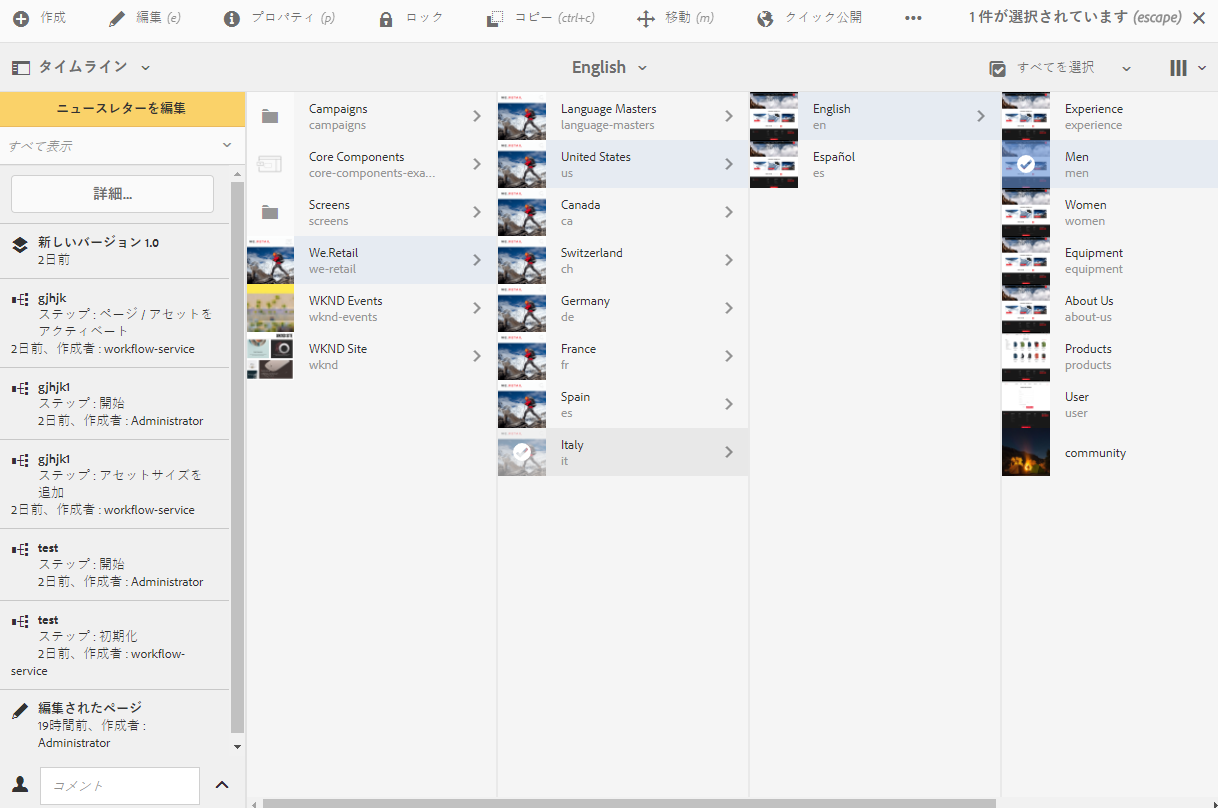 作成
編集 (e)
プロパティ (p)
ロック
コピー (ctrl+c)
移動 (m)
クイック公開
1 件が選択されています (escape)
タイムライン
English
すべてを選択
ニュースレターを編集
すべて表示
詳細...
新しいバージョン 1.0
2日前
gjhjk
ステップ : ページ / アセットを
アクティベート
2日前、作成者 : workflow-service
gjhjk1
ステップ : 開始
2日前、作成者 : Administrator
gjhjk1
ステップ : アセットサイズを
追加
2日前、作成者 : workflow-service
test
ステップ : 開始
2日前、作成者 : Administrator
test
ステップ : 初期化
2日前、作成者 : workflow-
service
編集されたページ
19時間前、作成者 :
Administrator
コメント
Campaigns
campaigns
Core Components
core-components-exa...
Screens
screens
We.Retail
we-retail
WKND Events
wknd-events
WKND Site
wknd
Language Masters
language-masters
United States
us
Canada
ca
Switzerland
ch
Germany
de
France
fr
Spain
es
Italy
it
English
en
Español
es
Experience
experience
Men
men
Women
women
Equipment
equipment
About Us
about-us
Products
products
User
user
community